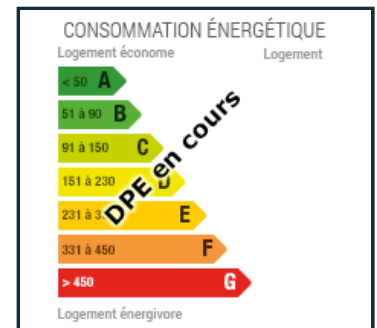 CONSOMMATION ÉNERGÉTIQUE
Logement économe
Logement
< 50 A
51 à 90 B
91 à 150 C
151 à 230 D
231 à E
331 à 450 F
> 450 G
DPE en cours
Logement énergivore